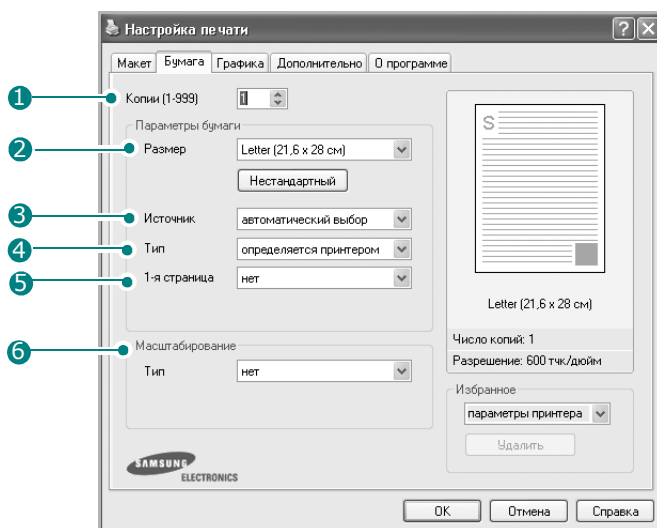 Настройка печати
Макет Бумага Графика Дополнительно О программе
1 Копии (1-999) 1
Параметры бумаги
2 Размер Letter (21,6 x 28 см)
Нестандартный
3 Источник автоматический выбор
4 Тип определяется принтером
5 1-я страница нет
6 Масштабирование
Тип нет
S
Letter (21,6 x 28 см)
Число копий: 1
Разрешение: 600 тчк/дюйм
Избранное
параметры принтера
Удалить
SAMSUNG
ELECTRONICS
OK Отмена Справка